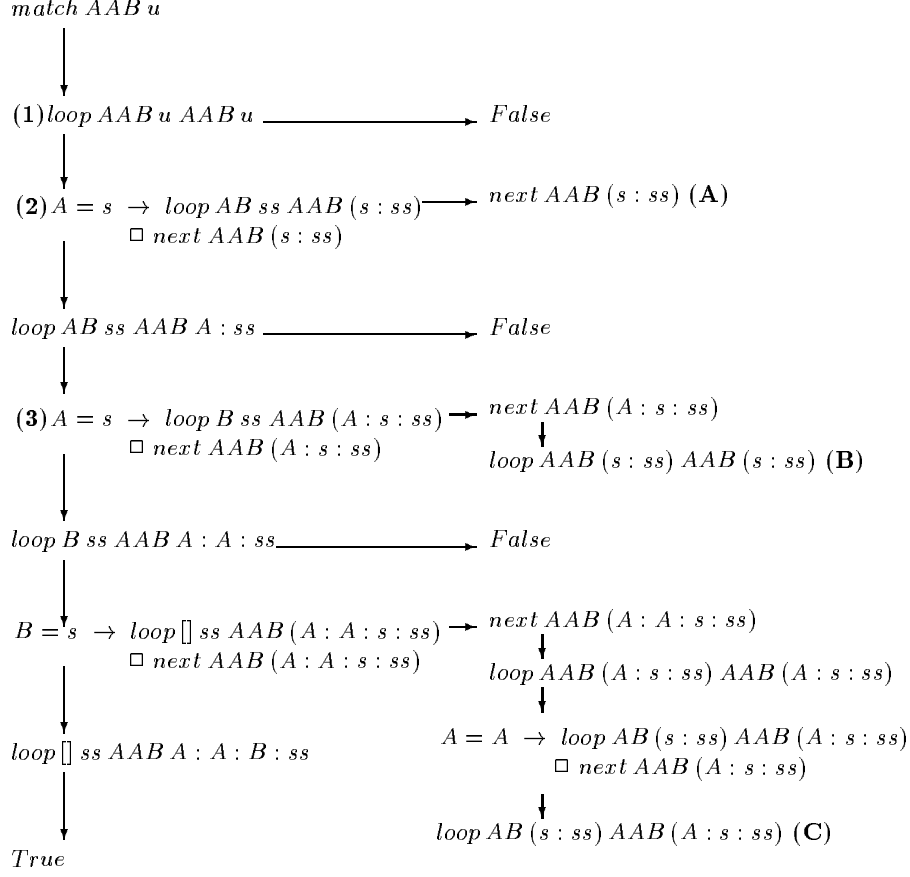 match AAB u
(1) loop AAB u AAB u False
(2) A = s → loop AB ss AAB (s : ss) next AAB (s : ss) (A)
□ next AAB (s : ss)
loop AB ss AAB A : ss False
(3) A = s → loop B ss AAB (A : s : ss) next AAB (A : s : ss)
□ next AAB (A : s : ss)
loop AAB (s : ss) AAB (s : ss) (B)
loop B ss AAB A : A : ss False
B = s → loop [] ss AAB (A : A : s : ss) next AAB (A : A : s : ss)
□ next AAB (A : A : s : ss)
loop AAB (A : s : ss) AAB (A : s : ss)
loop [] ss AAB A : A : B : ss A = A → loop AB (s : ss) AAB (A : s : ss)
□ next AAB (A : s : ss)
loop AB (s : ss) AAB (A : s : ss) (C)
True